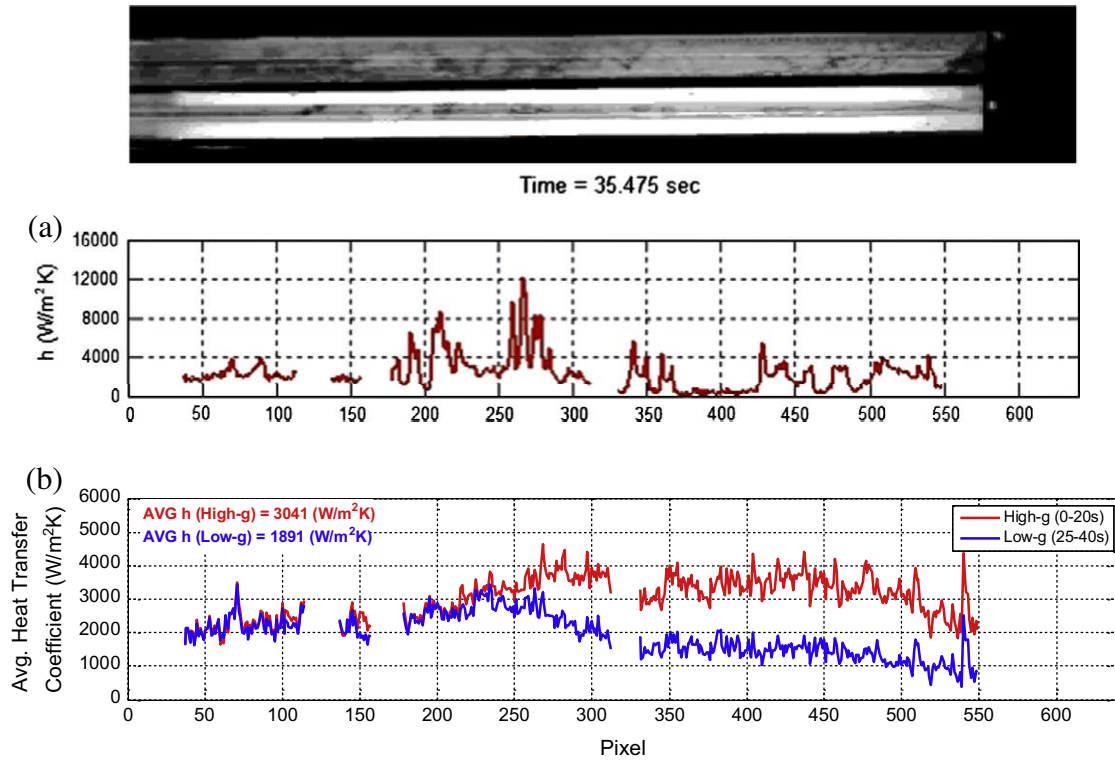 Time = 35.475 sec
(a)
h (W/m²K)
16000
12000
8000
4000
0
0 50 100 150 200 250 300 350 400 450 500 550 600
(b)
Avg. Heat Transfer
Coefficient (W/m²K)
6000
5000
4000
3000
2000
1000
0
AVG h (High-g) = 3041 (W/m²K)
AVG h (Low-g) = 1891 (W/m²K)
High-g (0-20s)
Low-g (25-40s)
0 50 100 150 200 250 300 350 400 450 500 550 600
Pixel